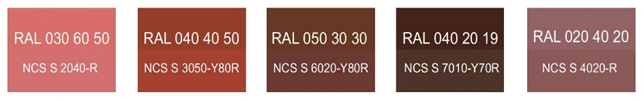 RAL 030 60 50
NCS S 2040-R
RAL 040 40 50
NCS S 3050-Y80R
RAL 050 30 30
NCS S 6020-Y80R
RAL 040 20 19
NCS S 7010-Y70R
RAL 020 40 20
NCS S 4020-R